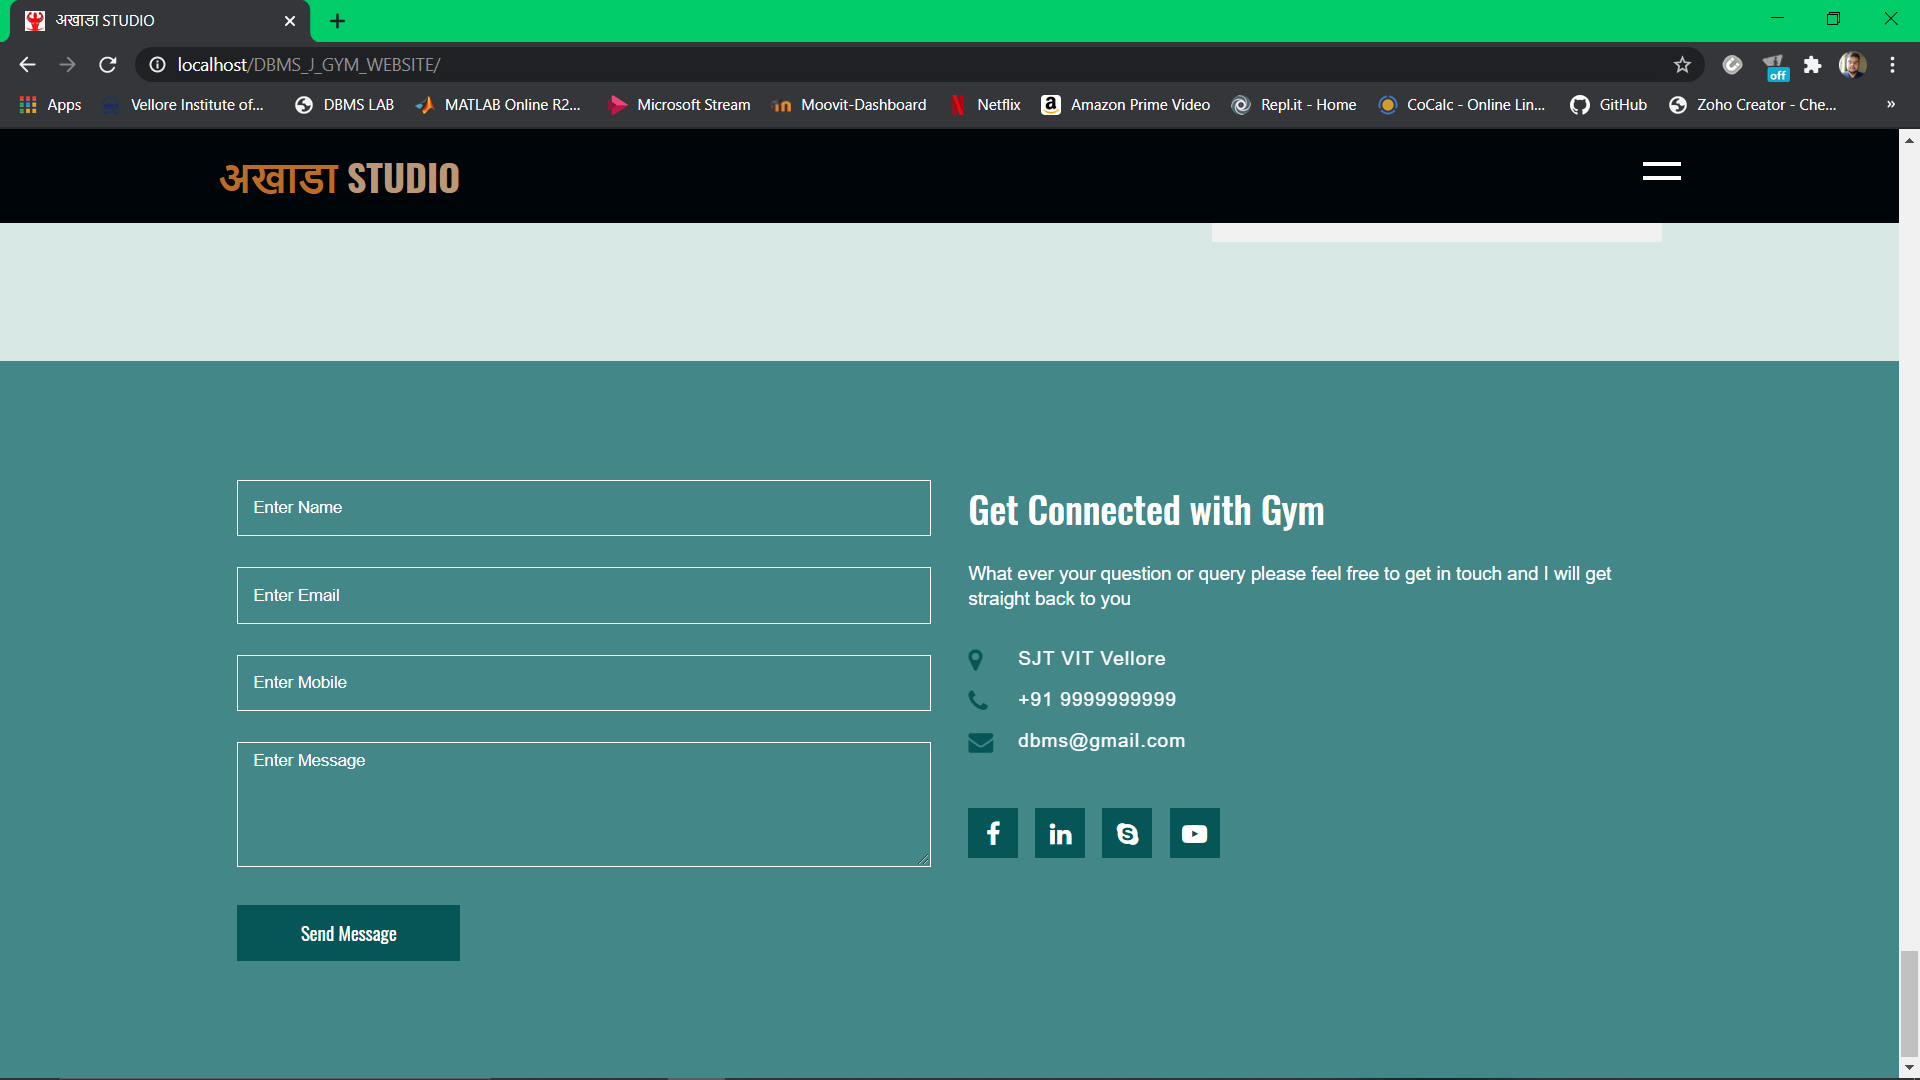 अखाडा STUDIO
localhost/DBMS_J_GYM_WEBSITE/
off
Apps
Vellore Institute of...
DBMS LAB
MATLAB Online R2...
Microsoft Stream
Moovit-Dashboard
Netflix
Amazon Prime Video
Repl.it - Home
CoCalc - Online Lin...
GitHub
Zoho Creator - Che...
»
अखाडा STUDIO
Enter Name
Enter Email
Enter Mobile
Enter Message
Send Message
Get Connected with Gym
What ever your question or query please feel free to get in touch and I will get
straight back to you
SJT VIT Vellore
+91 9999999999
dbms@gmail.com